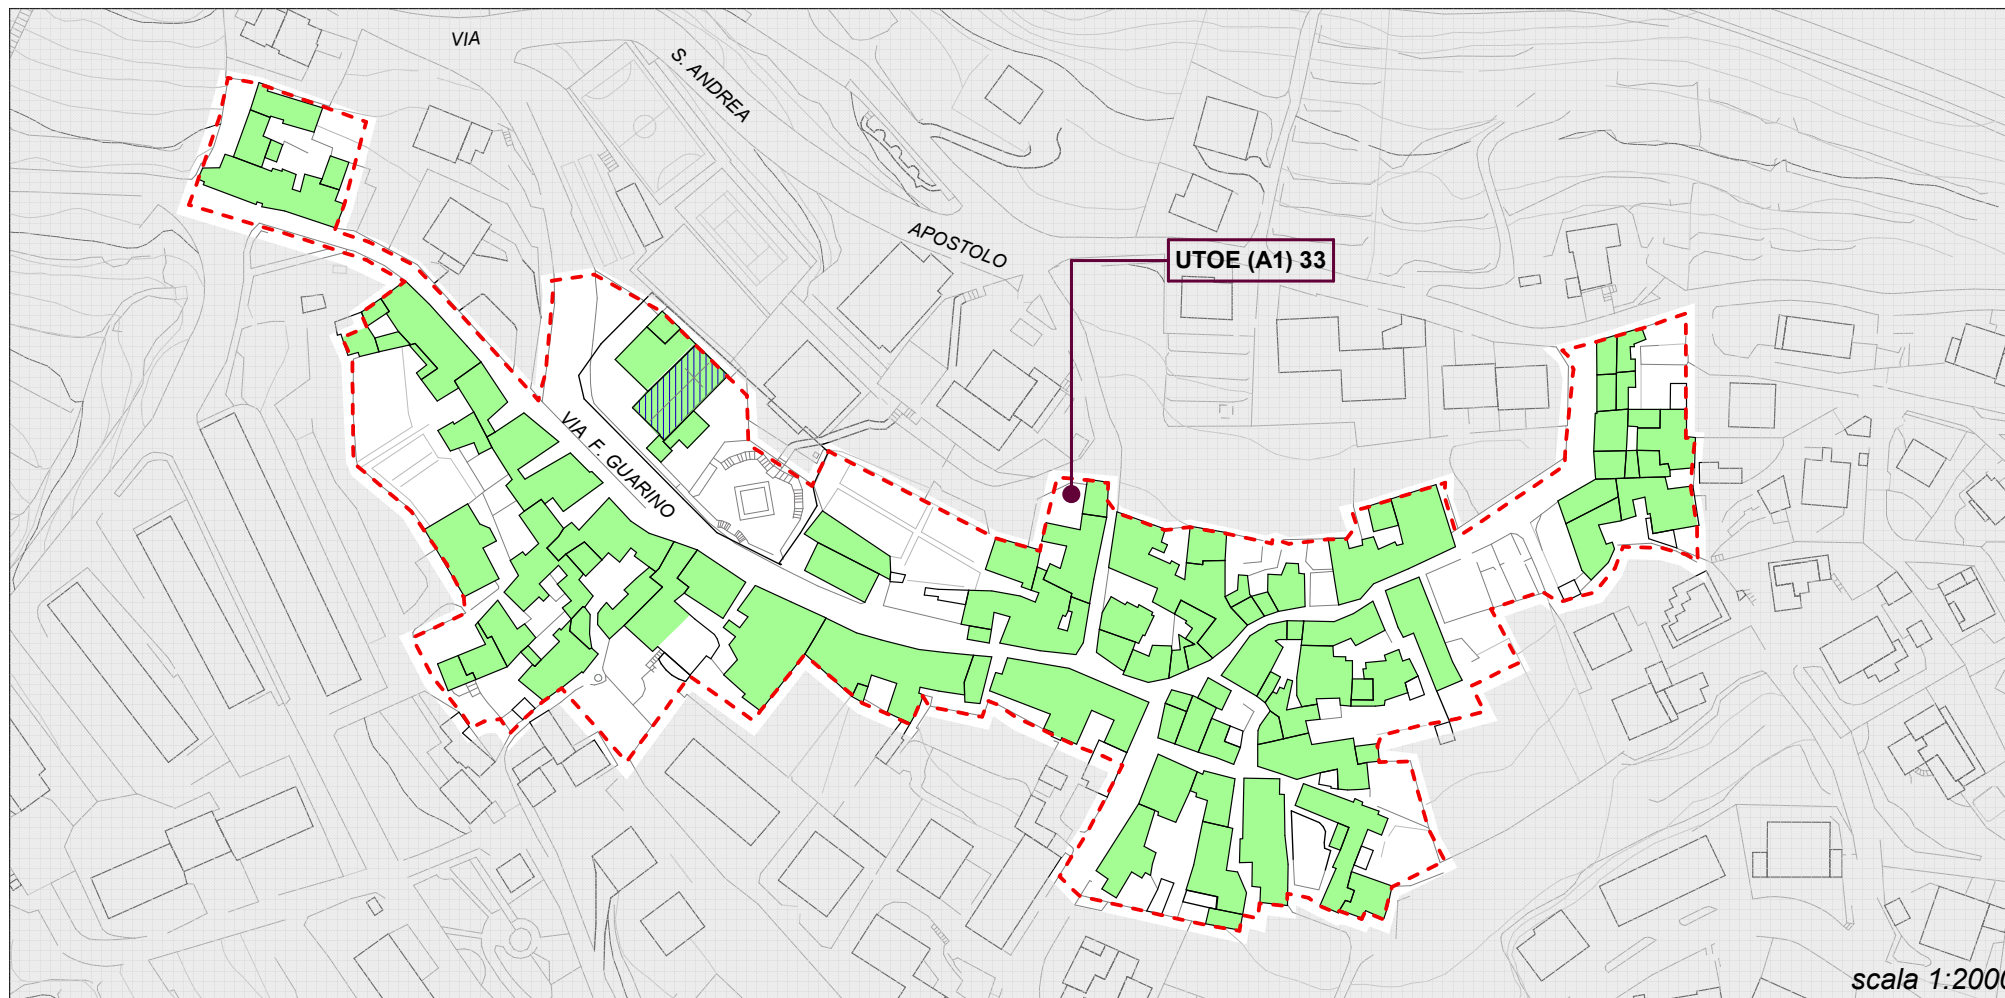 VIA
S. ANDREA
APOSTOLO
UTOE (A1) 33
VIA F. GUARINO
scala 1:2000